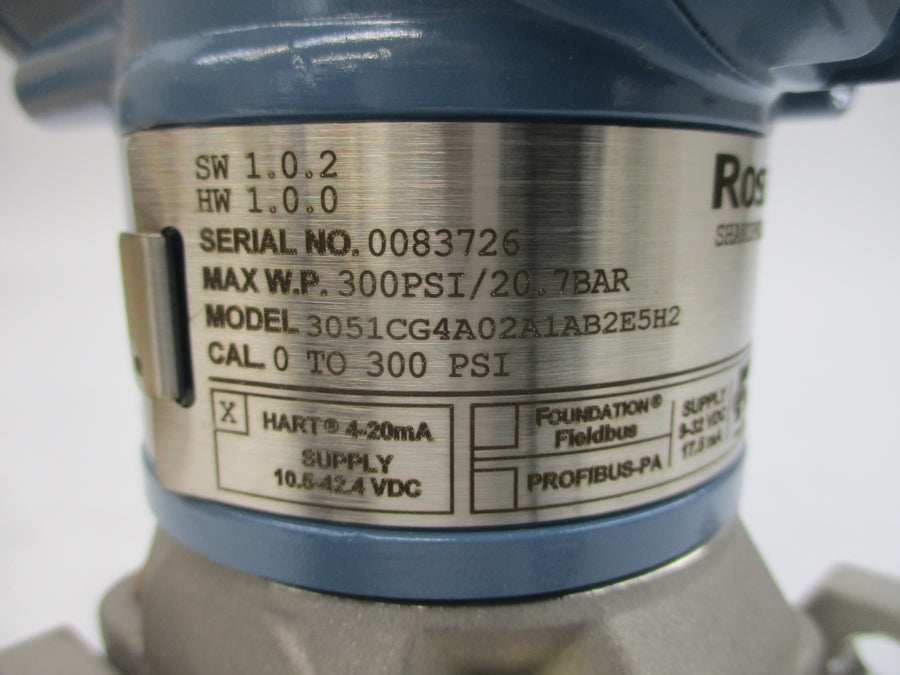 SW 1.0.2
HW 1.0.0
SERIAL NO. 0083726
MAX W.P. 300PSI/20.7BAR
MODEL 3051CG4A02A1AB2E5H2
CAL. 0 TO 300 PSI
X
HART® 4-20mA
SUPPLY
10.5-42.4 VDC
FOUNDATION®
Fieldbus
PROFIBUS-PA
SUPPLY
9-32 VDC
17.5 mA
Ros